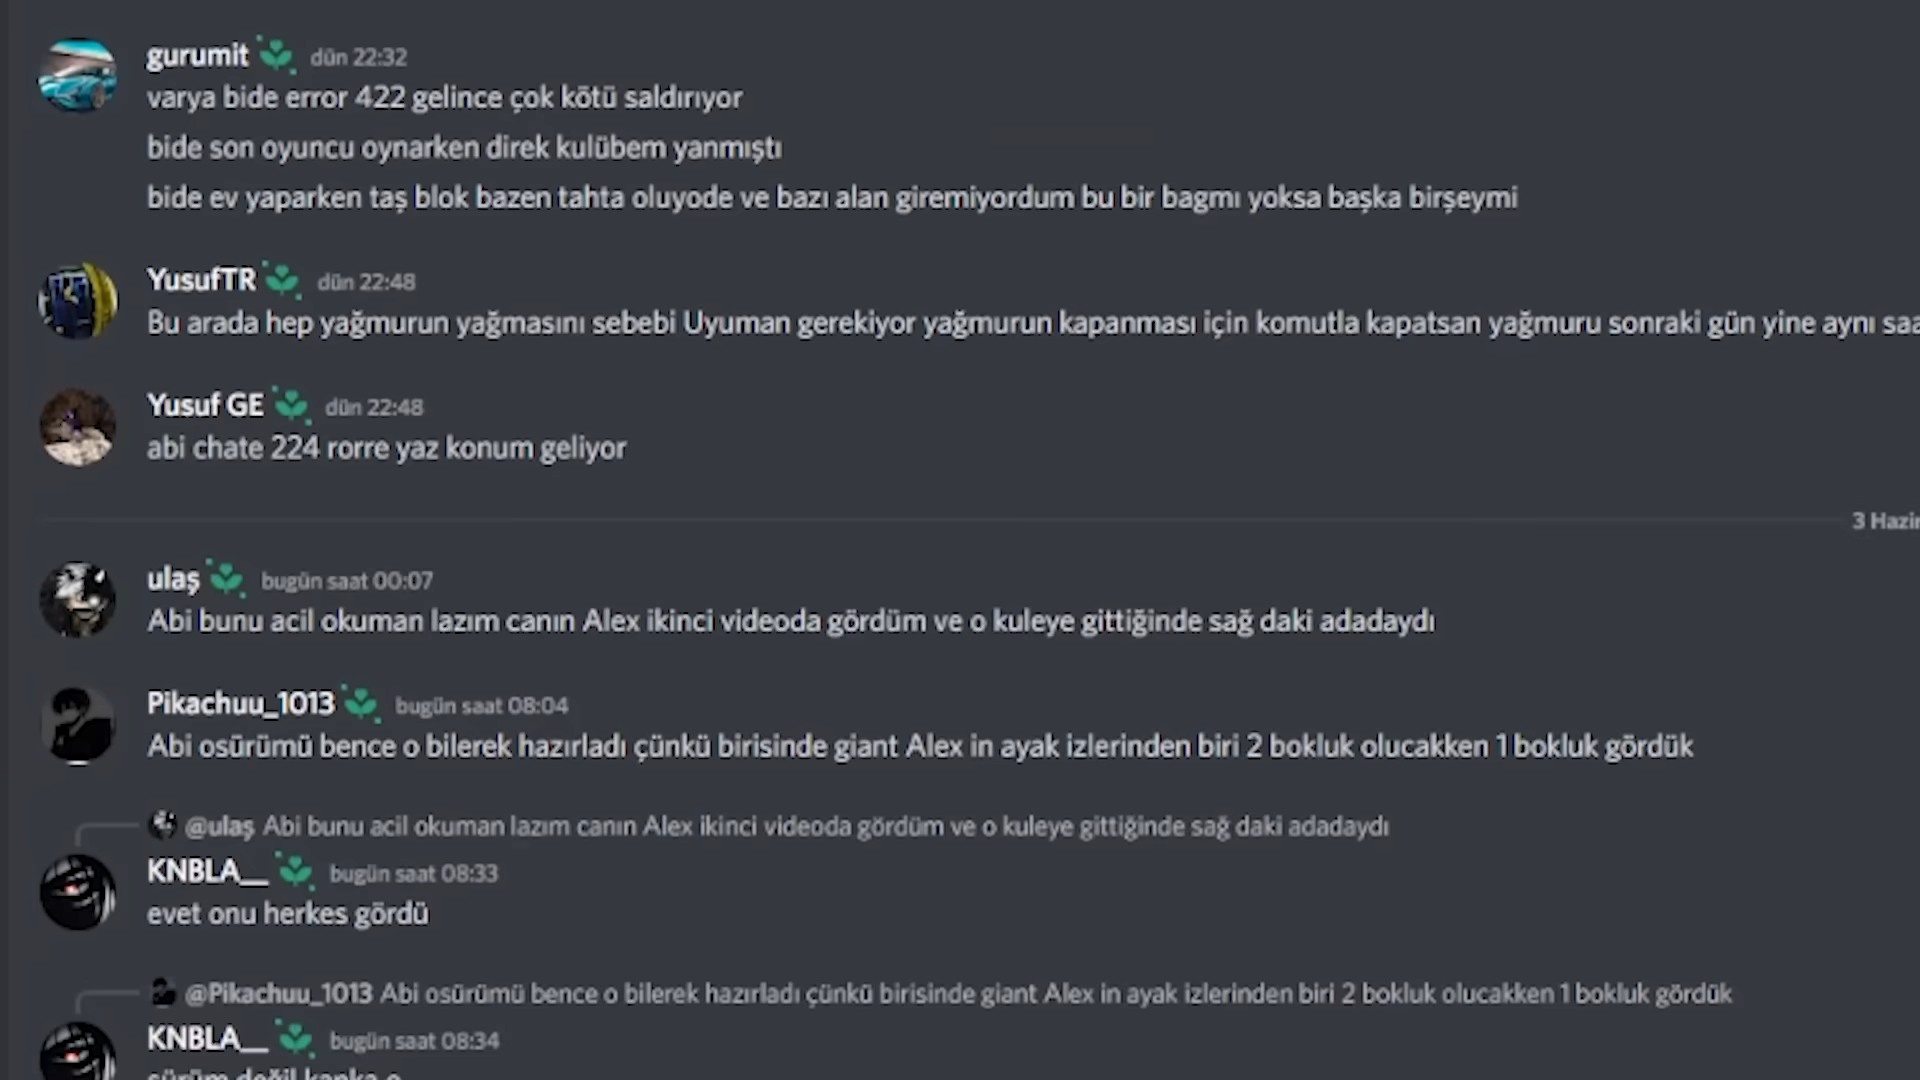 gurumit dün 22:32
varya bide error 422 gelince çok kötü saldırıyor
bide son oyuncu oynarken direk kulübem yanmıştı
bide ev yaparken taş blok bazen tahta oluyode ve bazı alan giremiyordum bu bir bagmı yoksa başka birşeymi
YusufTR dün 22:48
Bu arada hep yağmurun yağmasını sebebi Uyuman gerekiyor yağmurun kapanması için komutla kapatsan yağmuru sonraki gün yine aynı saa
Yusuf GE dün 22:48
abi chate 224 rorre yaz konum geliyor
3 Hazir
ulaş bugün saat 00:07
Abi bunu acil okuman lazım canın Alex ikinci videoda gördüm ve o kuleye gittiğinde sağ daki adadaydı
Pikachuu_1013 bugün saat 08:04
Abi osürümü bence o bilerek hazırladı çünkü birisinde giant Alex in ayak izlerinden biri 2 bokluk olucakken 1 bokluk gördük
@ulaş Abi bunu acil okuman lazım canın Alex ikinci videoda gördüm ve o kuleye gittiğinde sağ daki adadaydı
KNBLA__ bugün saat 08:33
evet onu herkes gördü
@Pikachuu_1013 Abi osürümü bence o bilerek hazırladı çünkü birisinde giant Alex in ayak izlerinden biri 2 bokluk olucakken 1 bokluk gördük
KNBLA__ bugün saat 08:34
sürüm değil kanka o